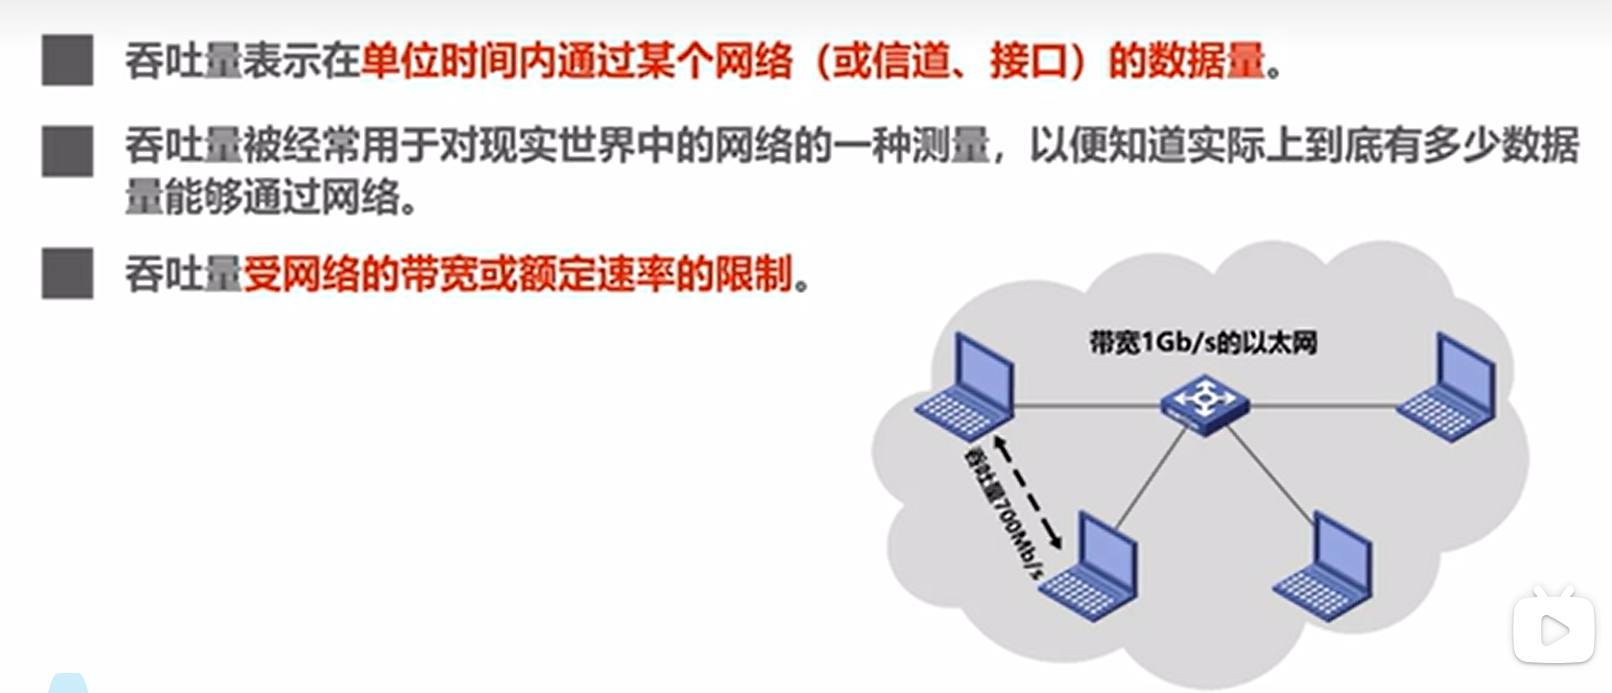 吞吐量表示在单位时间内通过某个网络（或信道、接口）的数据量。
吞吐量被经常用于对现实世界中的网络的一种测量，以便知道实际上到底有多少数据
量能够通过网络。
吞吐量受网络的带宽或额定速率的限制。
带宽1Gb/s的以太网
吞吐量700Mb/s